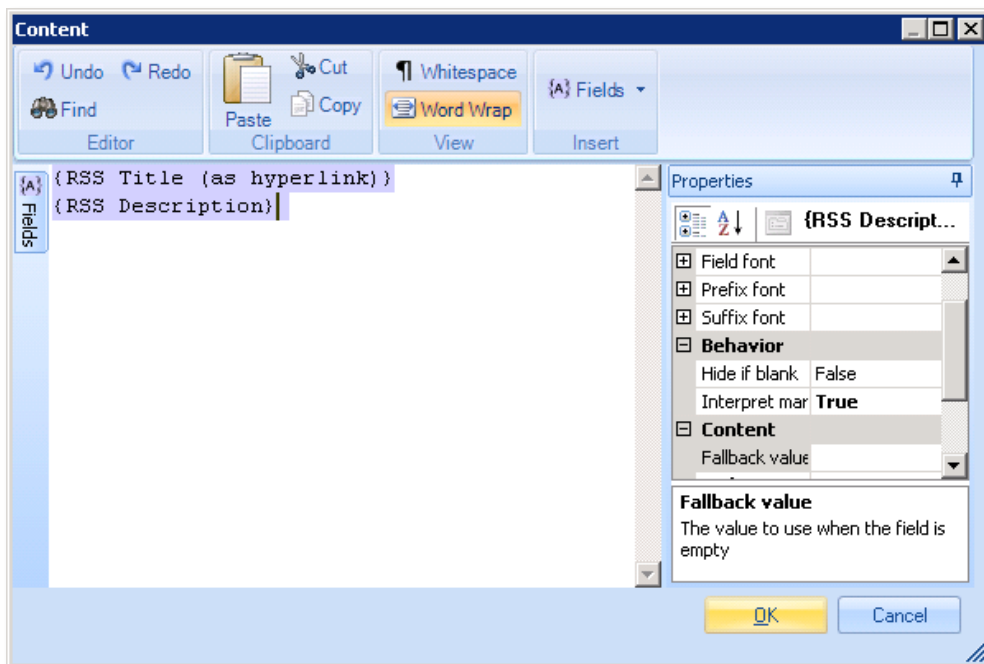 Content
Undo Redo
Find
Editor
Paste
Cut
Copy
Clipboard
¶ Whitespace
Word Wrap
View
{A} Fields
Insert
{A} Fields
{RSS Title (as hyperlink)}
{RSS Description}
Properties
A
Z
{RSS Descript...
Field font
Prefix font
Suffix font
Behavior
Hide if blank False
Interpret mar True
Content
Fallback value
Fallback value
The value to use when the field is
empty
OK
Cancel